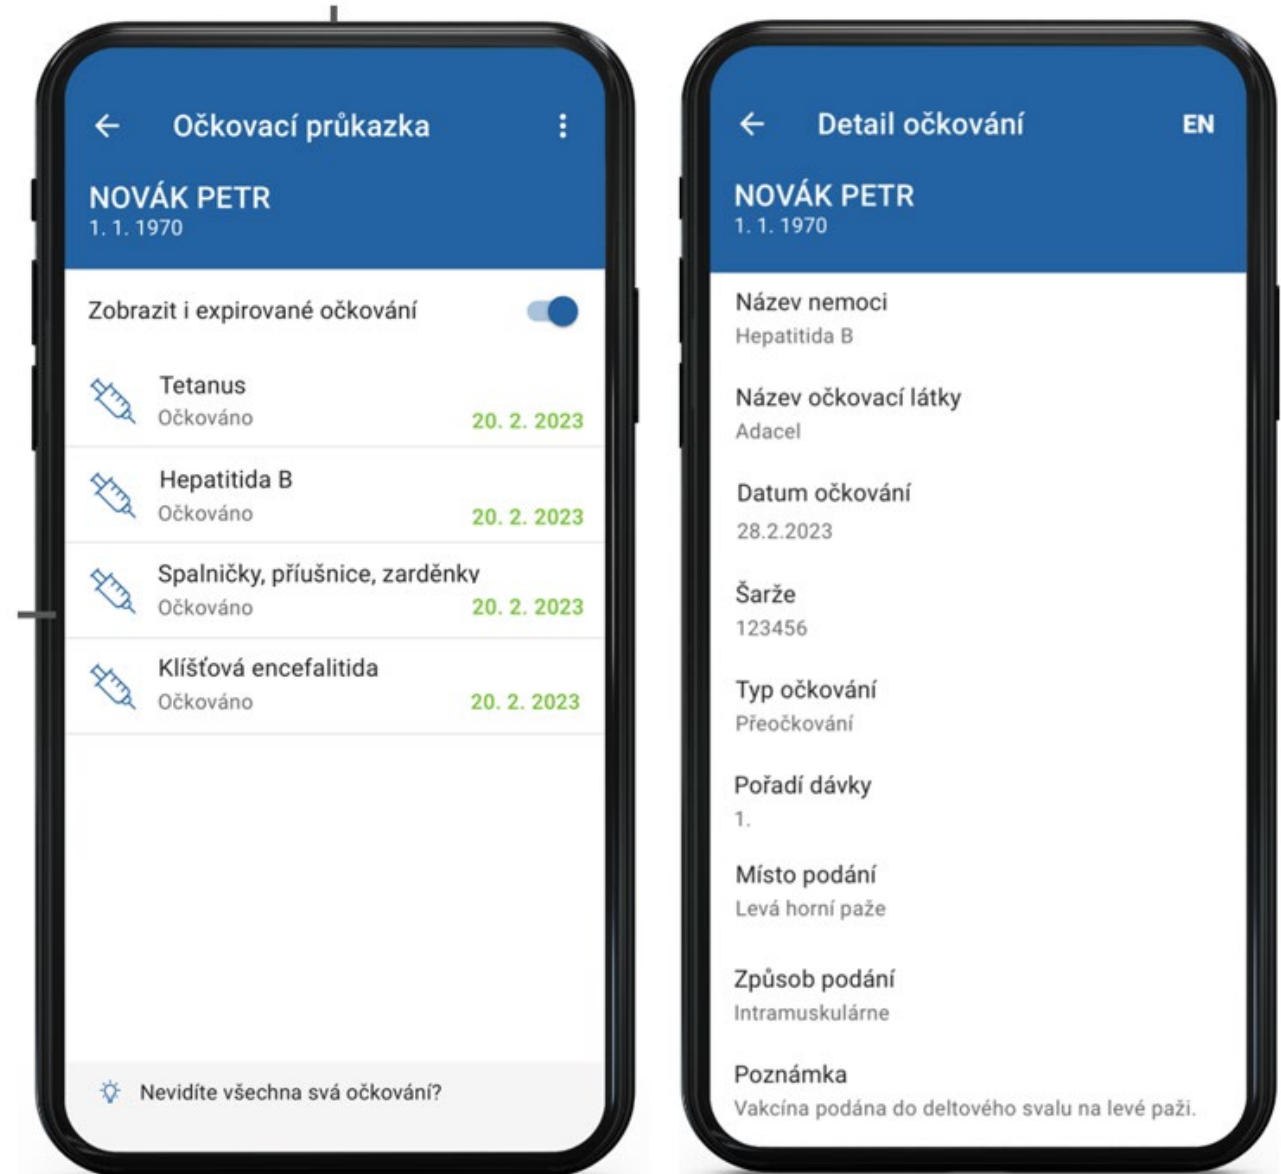 Očkovací průkazka
NOVÁK PETR
1. 1. 1970
Zobrazit i expirované očkování
Tetanus
Očkováno
20. 2. 2023
Hepatitida B
Očkováno
20. 2. 2023
Spalničky, příušnice, zarděnky
Očkováno
20. 2. 2023
Klíšťová encefalitida
Očkováno
20. 2. 2023
Nevidíte všechna svá očkování?
Detail očkování
EN
NOVÁK PETR
1. 1. 1970
Název nemoci
Hepatitida B
Název očkovací látky
Adacel
Datum očkování
28.2.2023
Šarže
123456
Typ očkování
Přeočkování
Pořadí dávky
1.
Místo podání
Levá horní paže
Způsob podání
Intramuskulárne
Poznámka
Vakcína podána do deltového svalu na levé paži.